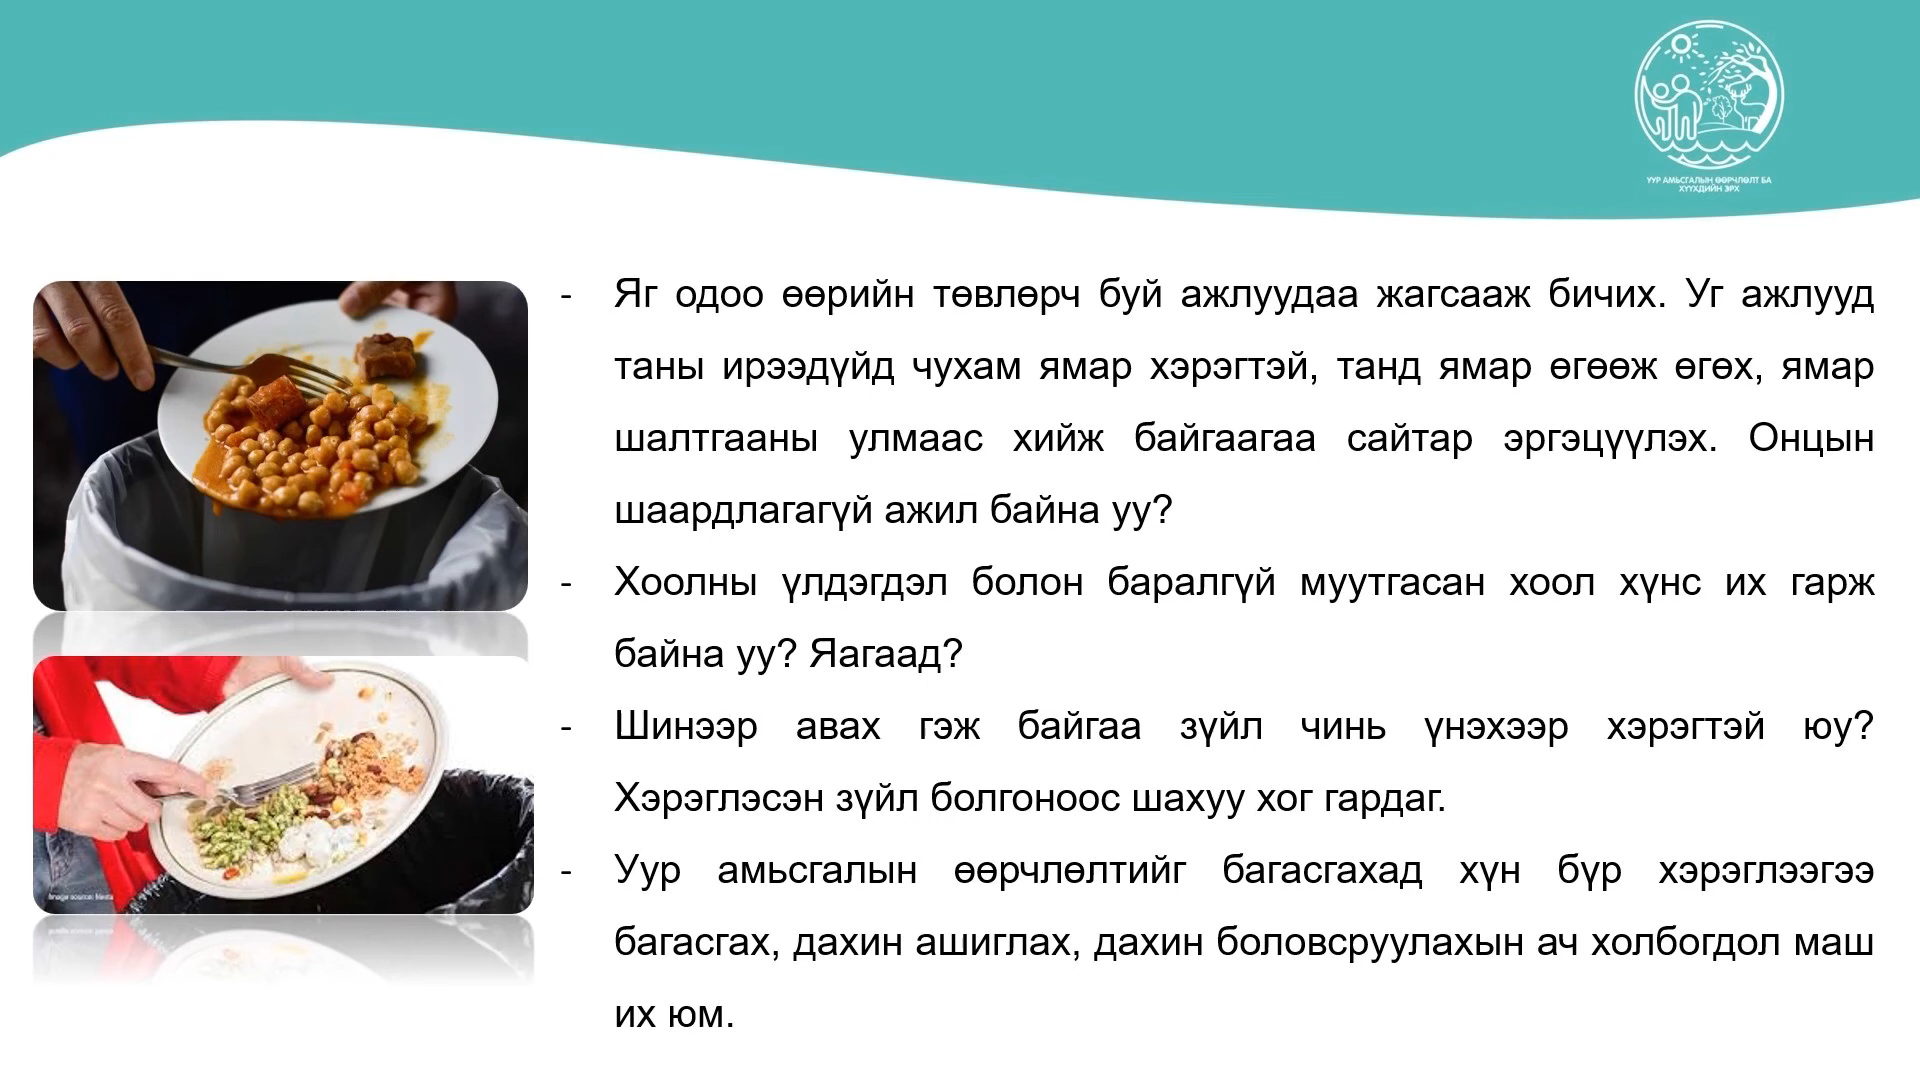 УУР АМЬСГАЛЫН ӨӨРЧЛӨЛТ БА
ХҮҮХДИЙН ЭРХ
- Яг одоо өөрийн төвлөрч буй ажлуудаа жагсааж бичих. Уг ажлууд
таны ирээдүйд чухам ямар хэрэгтэй, танд ямар өгөөж өгөх, ямар
шалтгааны улмаас хийж байгаагаа сайтар эргэцүүлэх. Онцын
шаардлагагүй ажил байна уу?
- Хоолны үлдэгдэл болон баралгүй муутгасан хоол хүнс их гарж
байна уу? Яагаад?
- Шинээр авах гэж байгаа зүйл чинь үнэхээр хэрэгтэй юу?
Хэрэглэсэн зүйл болгоноос шахуу хог гардаг.
- Уур амьсгалын өөрчлөлтийг багасгахад хүн бүр хэрэглээгээ
багасгах, дахин ашиглах, дахин боловсруулахын ач холбогдол маш
их юм.
Image source: Nesta